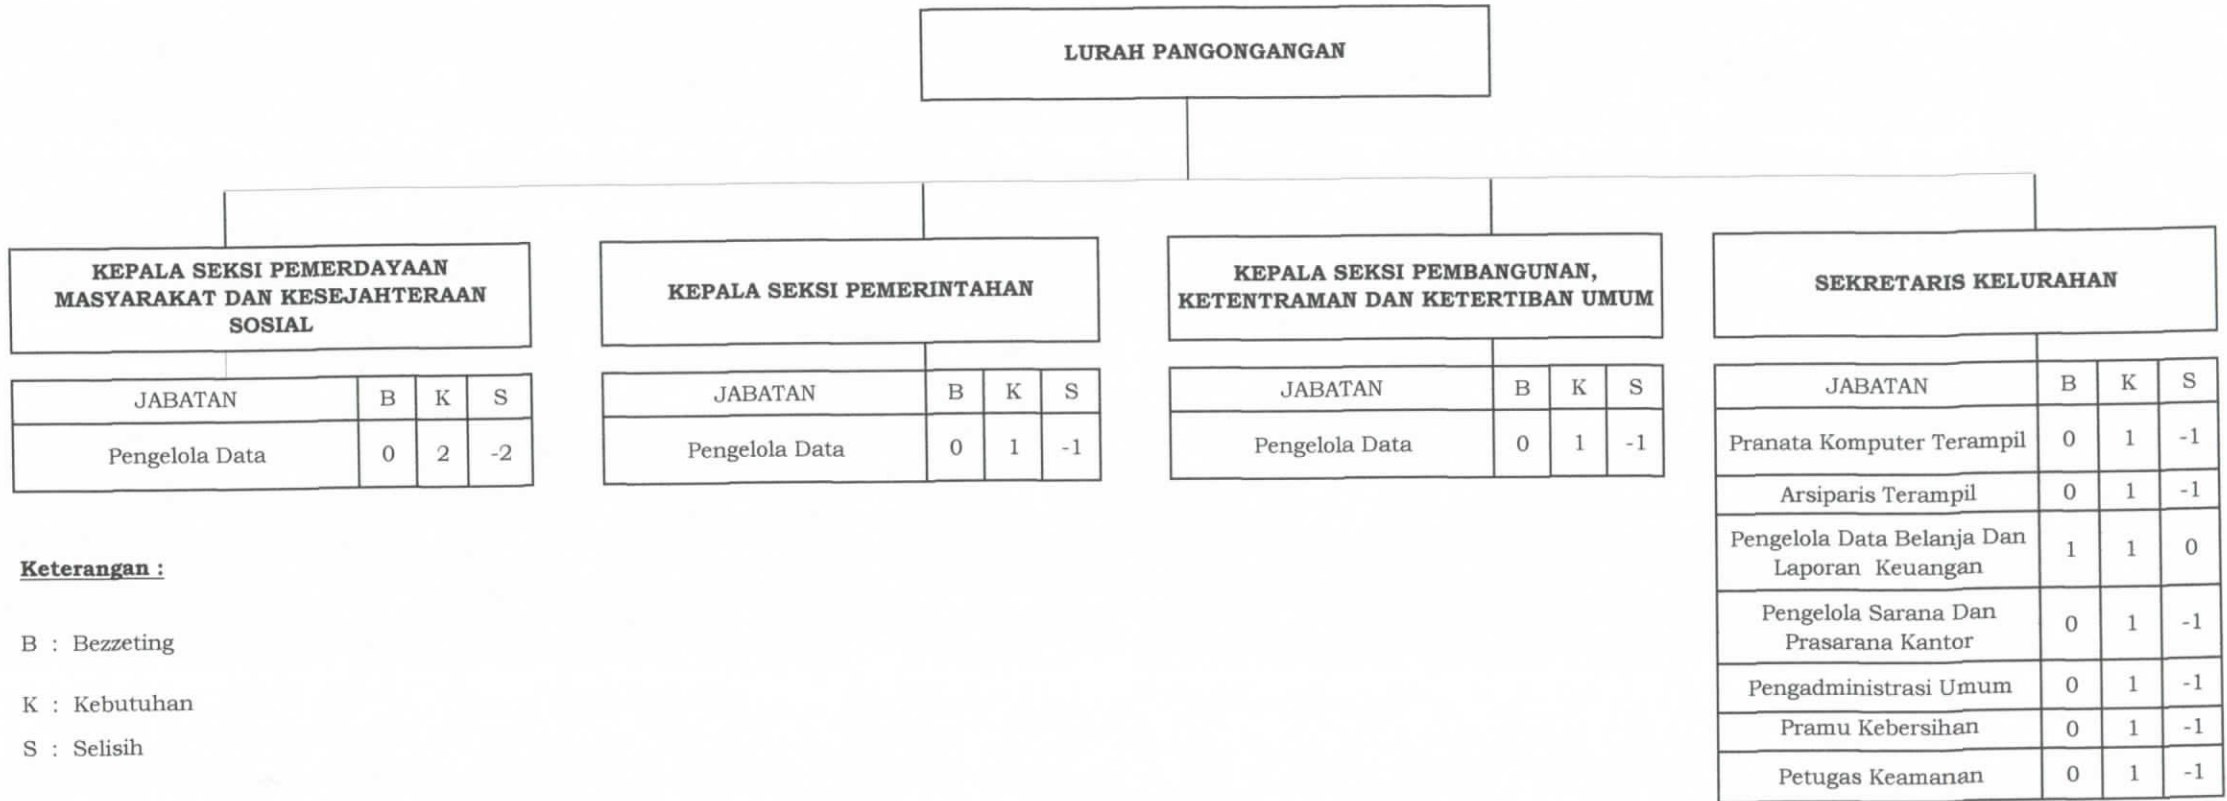 LURAH PANGONGANGAN
KEPALA SEKSI PEMERDAYAAN
MASYARAKAT DAN KESEJAHTERAAN
SOSIAL
JABATAN B K S
Pengelola Data 0 2 -2
KEPALA SEKSI PEMERINTAHAN
JABATAN B K S
Pengelola Data 0 1 -1
KEPALA SEKSI PEMBANGUNAN,
KETENTRAMAN DAN KETERTIBAN UMUM
JABATAN B K S
Pengelola Data 0 1 -1
SEKRETARIS KELURAHAN
JABATAN B K S
Pranata Komputer Terampil 0 1 -1
Arsiparis Terampil 0 1 -1
Pengelola Data Belanja Dan
Laporan Keuangan 1 1 0
Pengelola Sarana Dan
Prasarana Kantor 0 1 -1
Pengadministrasi Umum 0 1 -1
Pramu Kebersihan 0 1 -1
Petugas Keamanan 0 1 -1
Keterangan :
B : Bezzeting
K : Kebutuhan
S : Selisih